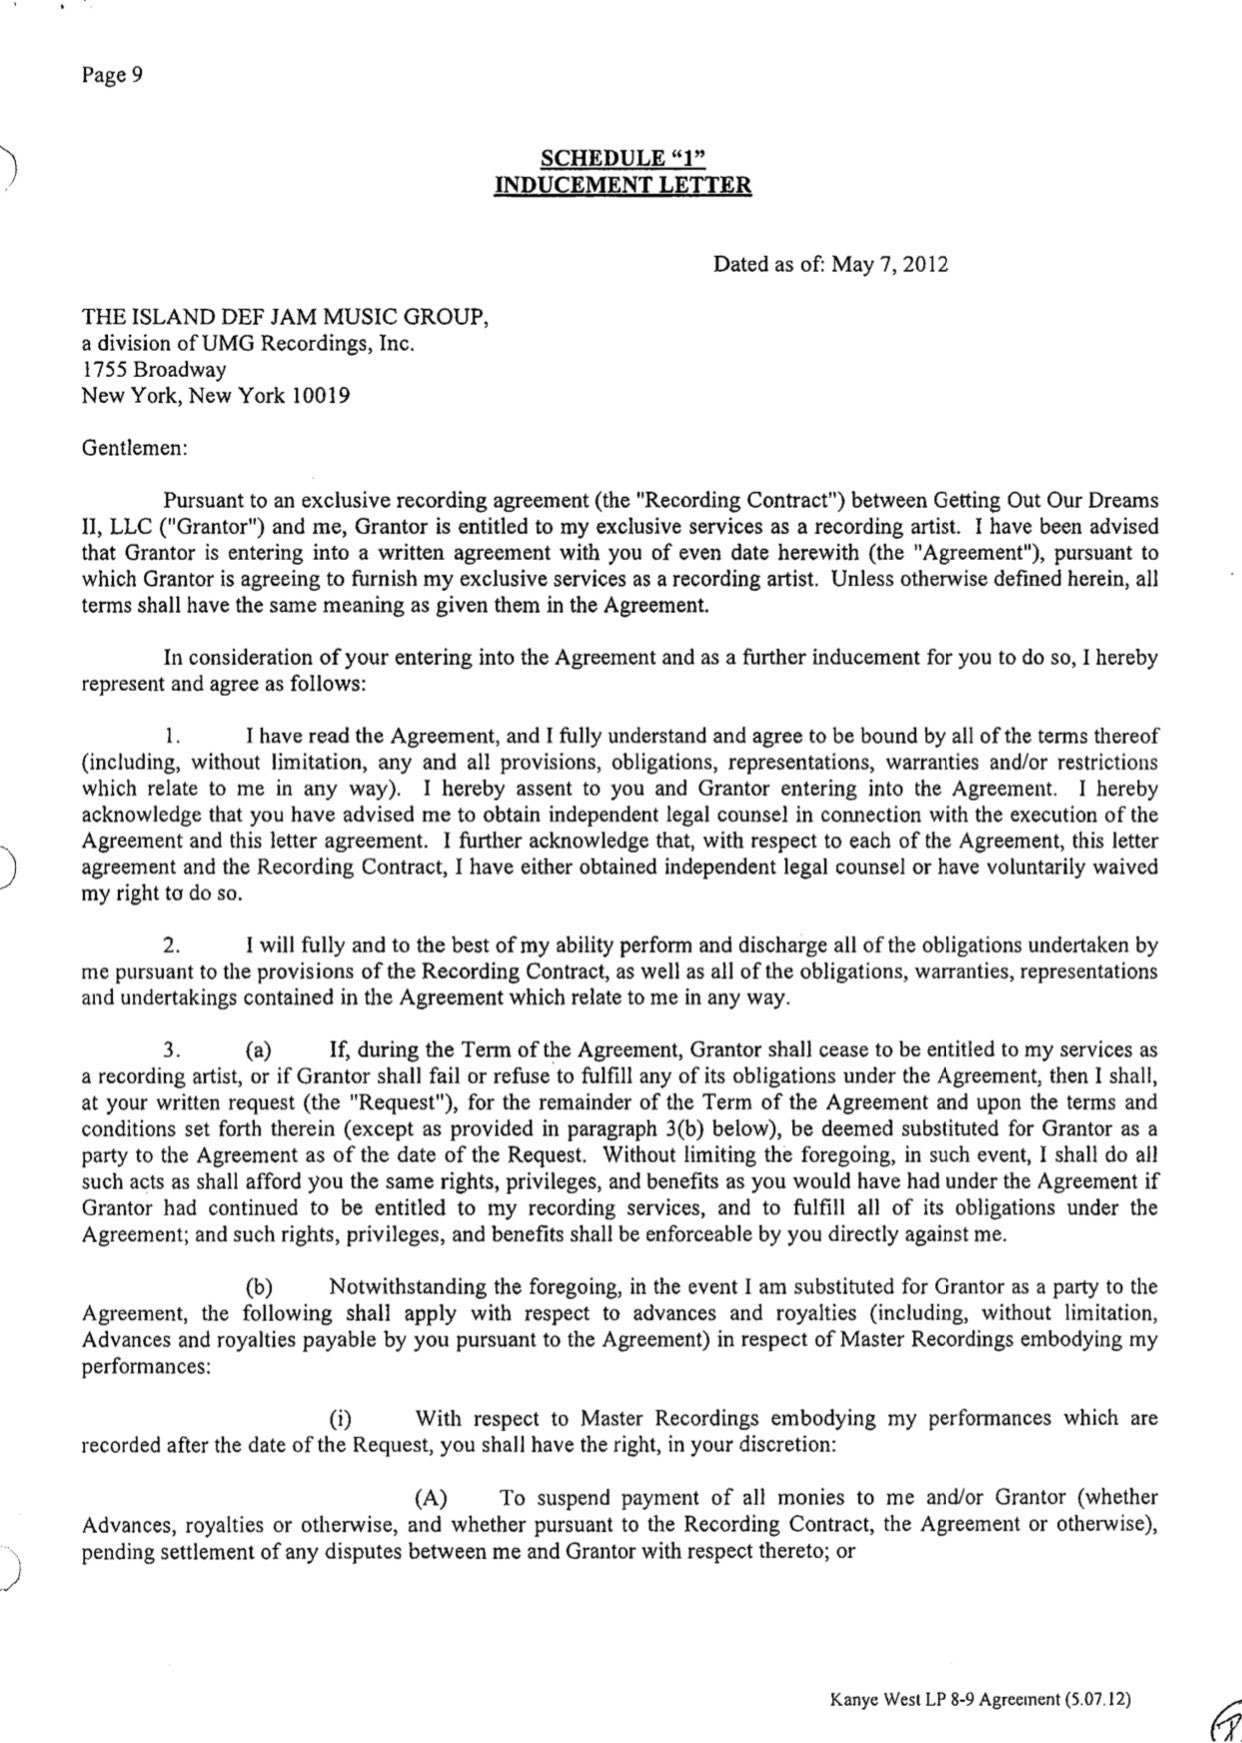 Page 9
SCHEDULE “1”
INDUCEMENT LETTER
Dated as of: May 7, 2012
THE ISLAND DEF JAM MUSIC GROUP,
a division of UMG Recordings, Inc.
1755 Broadway
New York, New York 10019
Gentlemen:
Pursuant to an exclusive recording agreement (the "Recording Contract") between Getting Out Our Dreams
II, LLC ("Grantor") and me, Grantor is entitled to my exclusive services as a recording artist. I have been advised
that Grantor is entering into a written agreement with you of even date herewith (the "Agreement"), pursuant to
which Grantor is agreeing to furnish my exclusive services as a recording artist. Unless otherwise defined herein, all
terms shall have the same meaning as given them in the Agreement.
In consideration of your entering into the Agreement and as a further inducement for you to do so, I hereby
represent and agree as follows:
1. I have read the Agreement, and I fully understand and agree to be bound by all of the terms thereof
(including, without limitation, any and all provisions, obligations, representations, warranties and/or restrictions
which relate to me in any way). I hereby assent to you and Grantor entering into the Agreement. I hereby
acknowledge that you have advised me to obtain independent legal counsel in connection with the execution of the
Agreement and this letter agreement. I further acknowledge that, with respect to each of the Agreement, this letter
agreement and the Recording Contract, I have either obtained independent legal counsel or have voluntarily waived
my right to do so.
2. I will fully and to the best of my ability perform and discharge all of the obligations undertaken by
me pursuant to the provisions of the Recording Contract, as well as all of the obligations, warranties, representations
and undertakings contained in the Agreement which relate to me in any way.
3. (a) If, during the Term of the Agreement, Grantor shall cease to be entitled to my services as
a recording artist, or if Grantor shall fail or refuse to fulfill any of its obligations under the Agreement, then I shall,
at your written request (the "Request"), for the remainder of the Term of the Agreement and upon the terms and
conditions set forth therein (except as provided in paragraph 3(b) below), be deemed substituted for Grantor as a
party to the Agreement as of the date of the Request. Without limiting the foregoing, in such event, I shall do all
such acts as shall afford you the same rights, privileges, and benefits as you would have had under the Agreement if
Grantor had continued to be entitled to my recording services, and to fulfill all of its obligations under the
Agreement; and such rights, privileges, and benefits shall be enforceable by you directly against me.
(b) Notwithstanding the foregoing, in the event I am substituted for Grantor as a party to the
Agreement, the following shall apply with respect to advances and royalties (including, without limitation,
Advances and royalties payable by you pursuant to the Agreement) in respect of Master Recordings embodying my
performances:
(i) With respect to Master Recordings embodying my performances which are
recorded after the date of the Request, you shall have the right, in your discretion:
(A) To suspend payment of all monies to me and/or Grantor (whether
Advances, royalties or otherwise, and whether pursuant to the Recording Contract, the Agreement or otherwise),
pending settlement of any disputes between me and Grantor with respect thereto; or
Kanye West LP 8-9 Agreement (5.07.12)